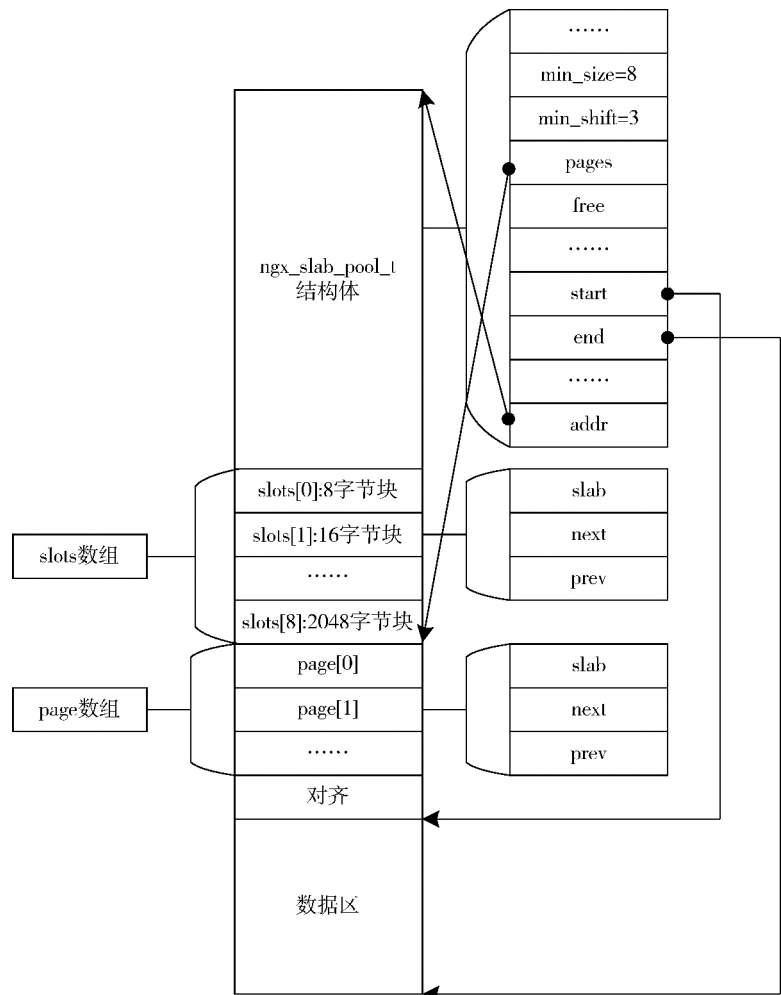 ……
min_size=8
min_shift=3
pages
free
……
start
end
……
addr
ngx_slab_pool_t
结构体
slots数组
slots[0]:8字节块
slots[1]:16字节块
……
slots[8]:2048字节块
slab
next
prev
page数组
page[0]
page[1]
……
slab
next
prev
对齐
数据区